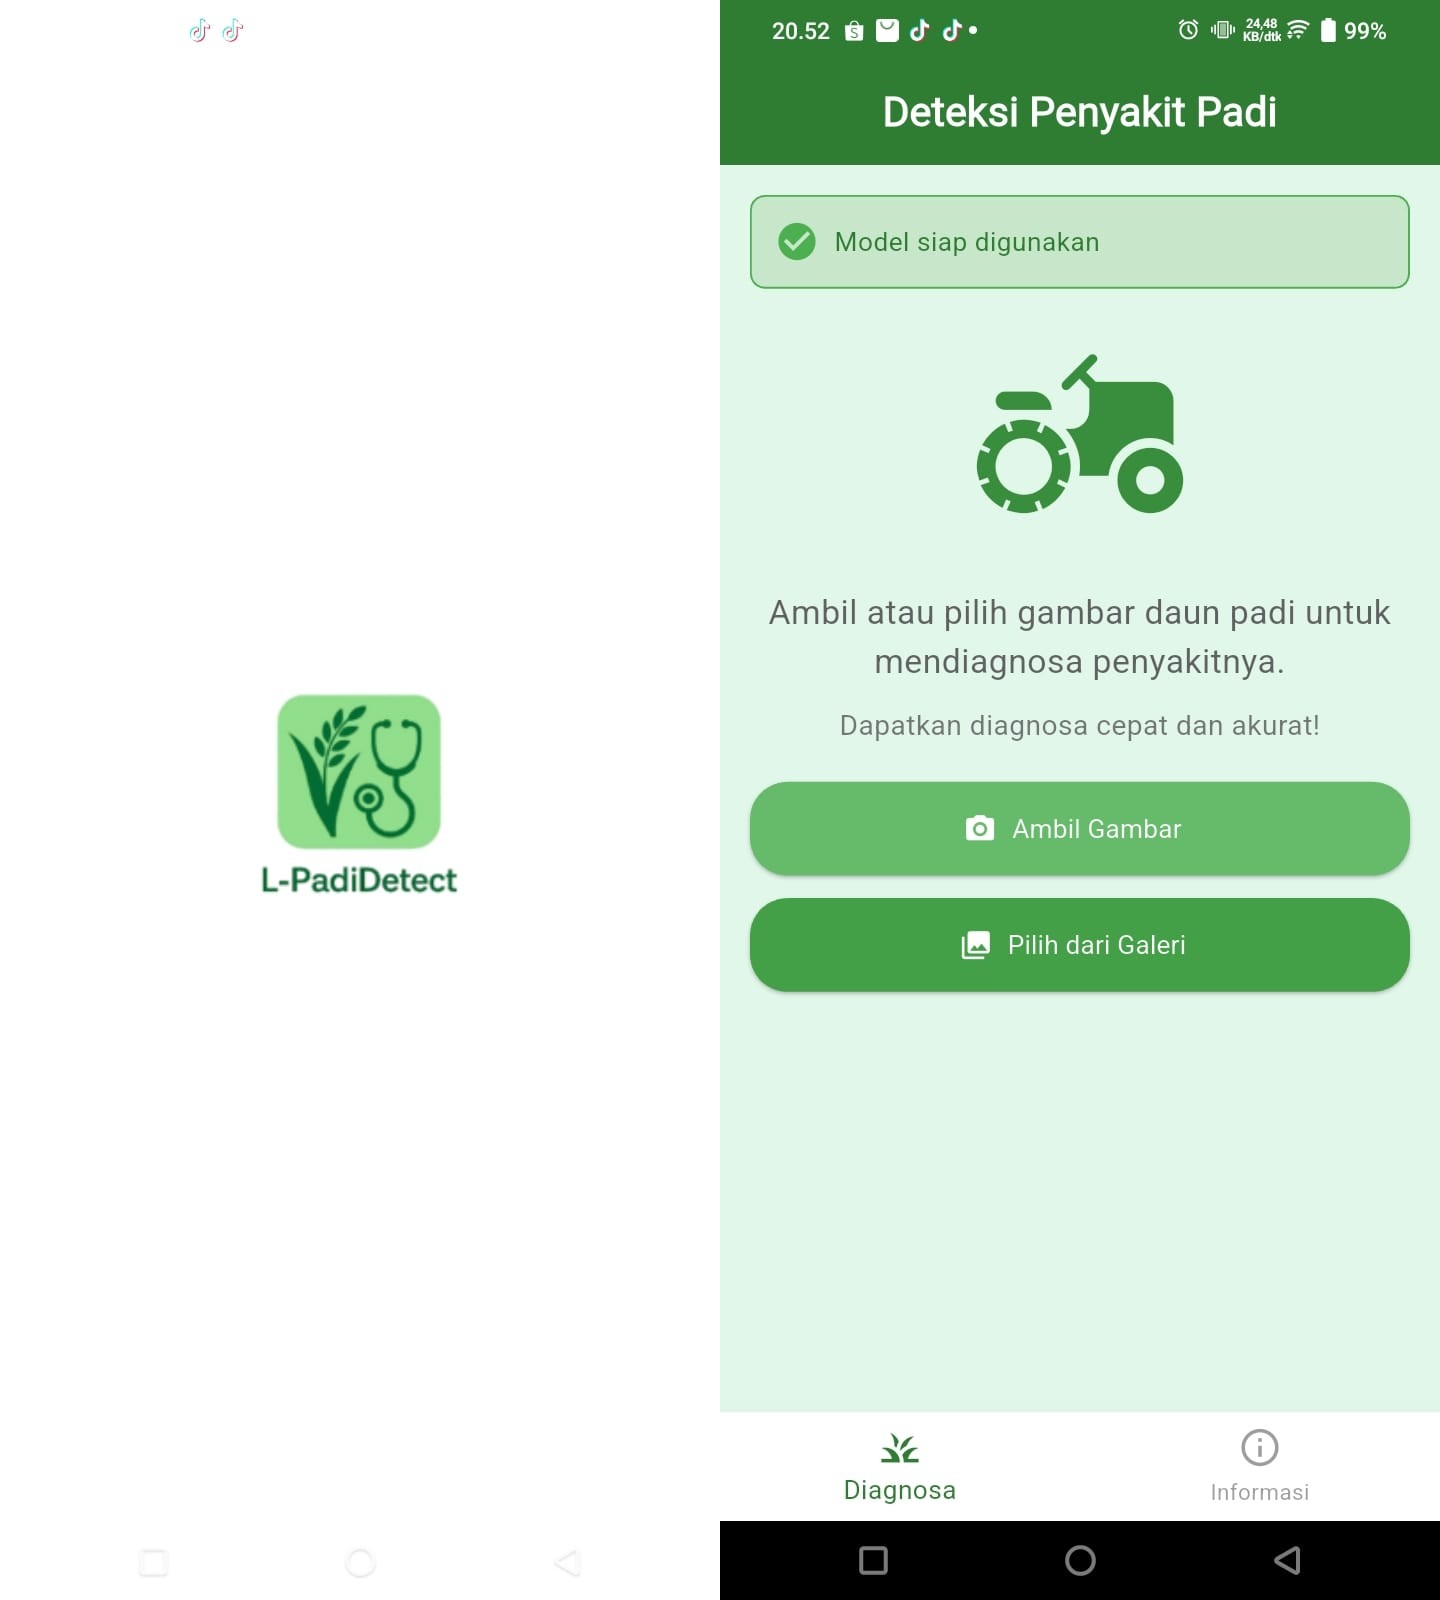 L-PadiDetect
20.52
24,48
KB/dtk
99%
Deteksi Penyakit Padi
Model siap digunakan
Ambil atau pilih gambar daun padi untuk
mendiagnosa penyakitnya.
Dapatkan diagnosa cepat dan akurat!
Ambil Gambar
Pilih dari Galeri
Diagnosa
Informasi